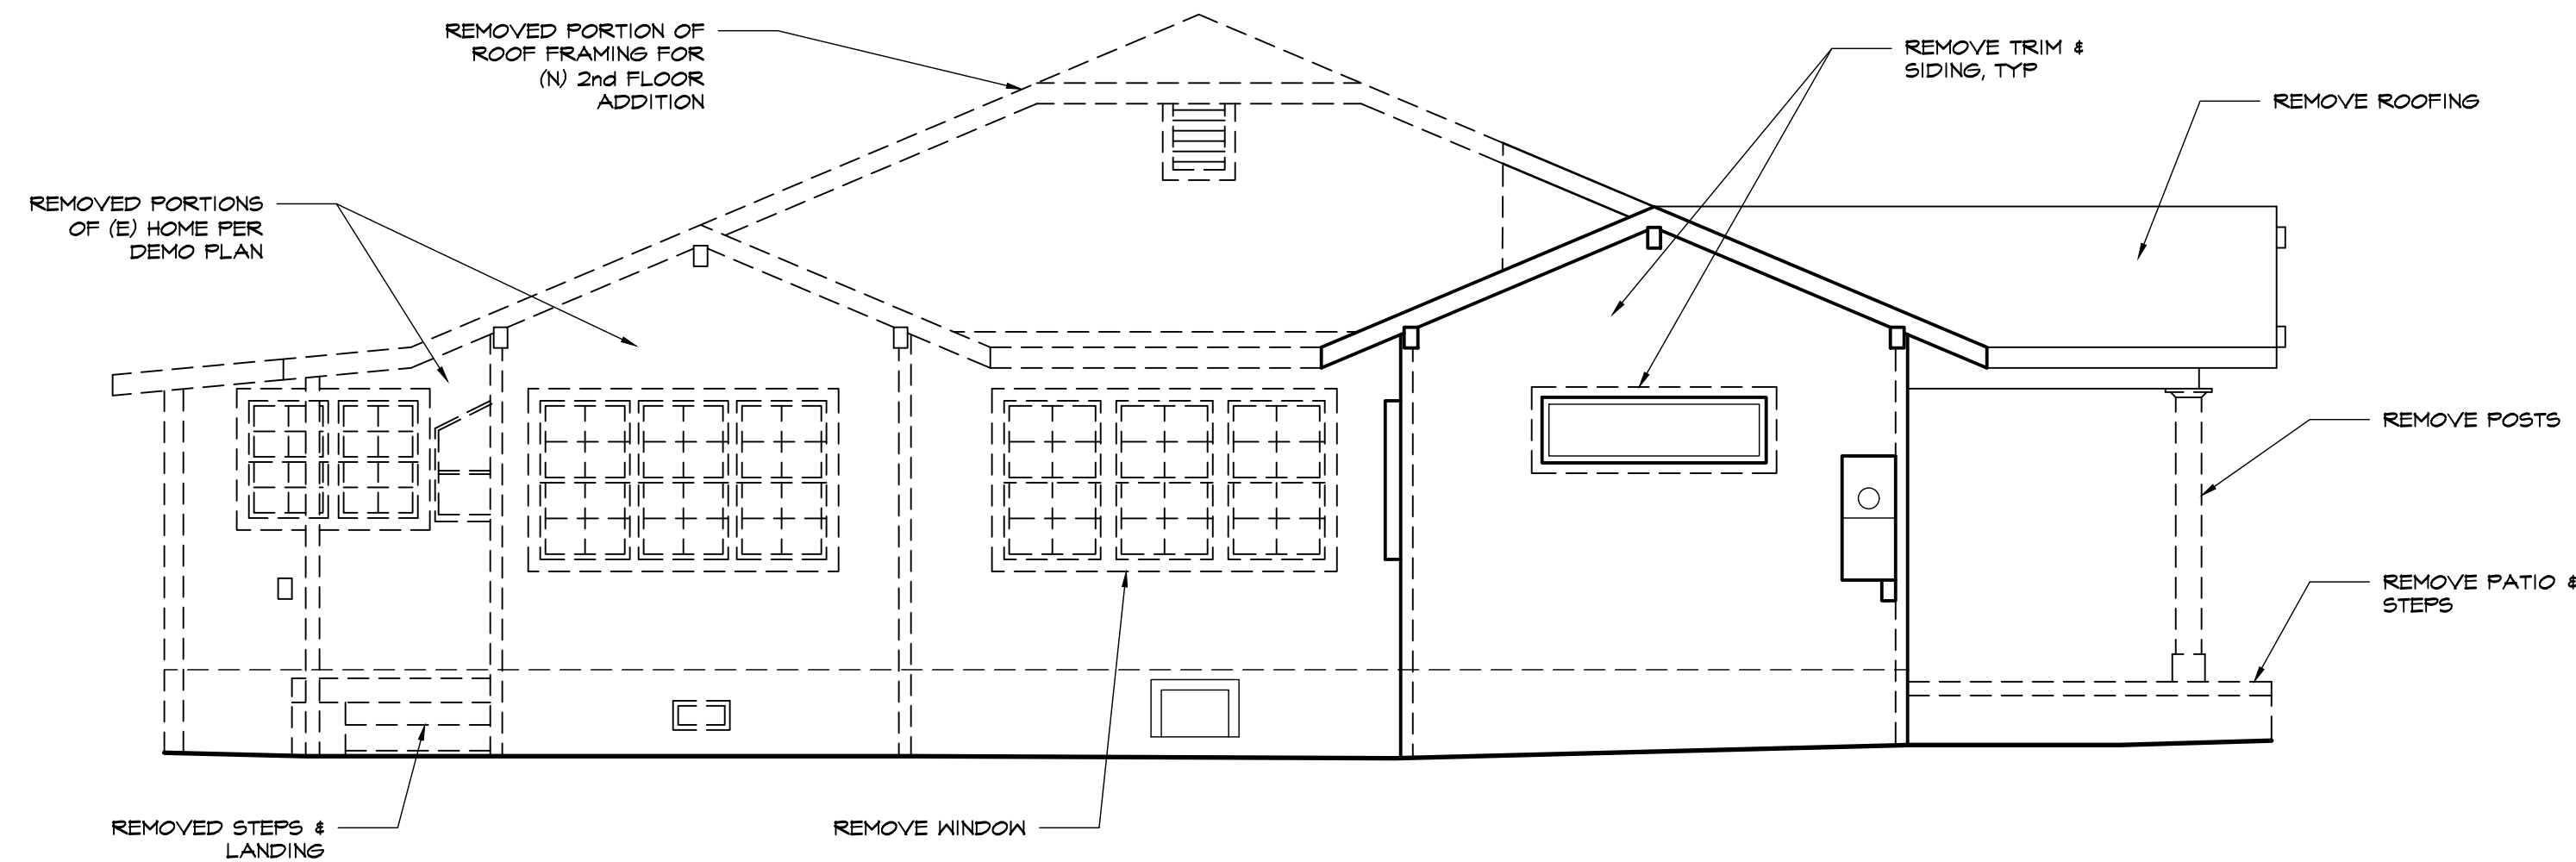 REMOVED PORTION OF
ROOF FRAMING FOR
(N) 2nd FLOOR
ADDITION
REMOVE TRIM &
SIDING, TYP
REMOVE ROOFING
REMOVED PORTIONS
OF (E) HOME PER
DEMO PLAN
REMOVE POSTS
REMOVE PATIO &
STEPS
REMOVED STEPS &
LANDING
REMOVE WINDOW